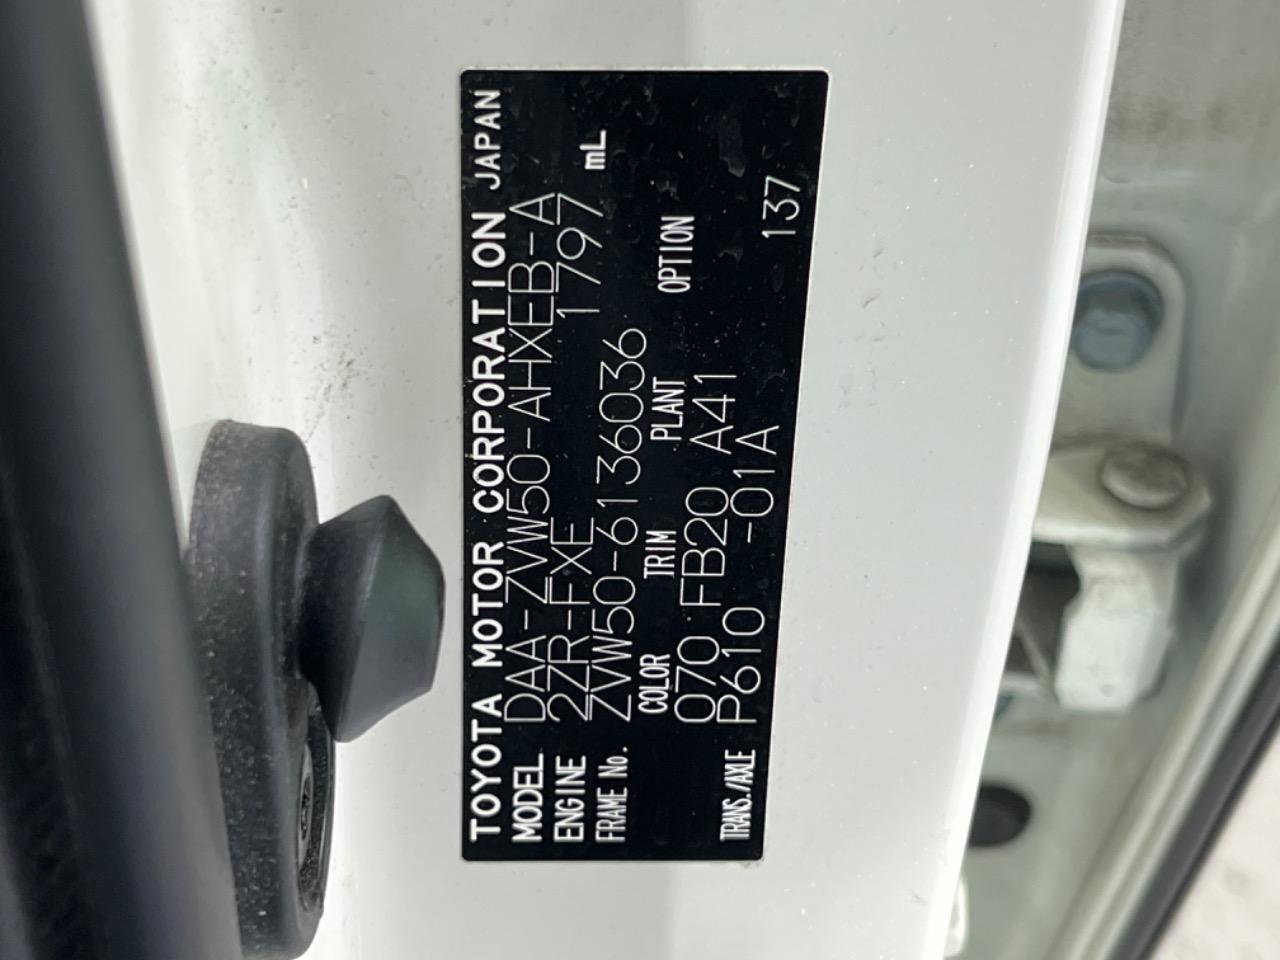 TOYOTA MOTOR CORPORATION JAPAN
MODEL DAA-ZVW50-AHXEB-A
ENGINE 2ZR-FXE 1797 mL
FRAME No. ZVW50-6136036
COLOR TRIM PLANT OPTION
070 FB20 A41
TRANS./AXLE P610 -01A 137